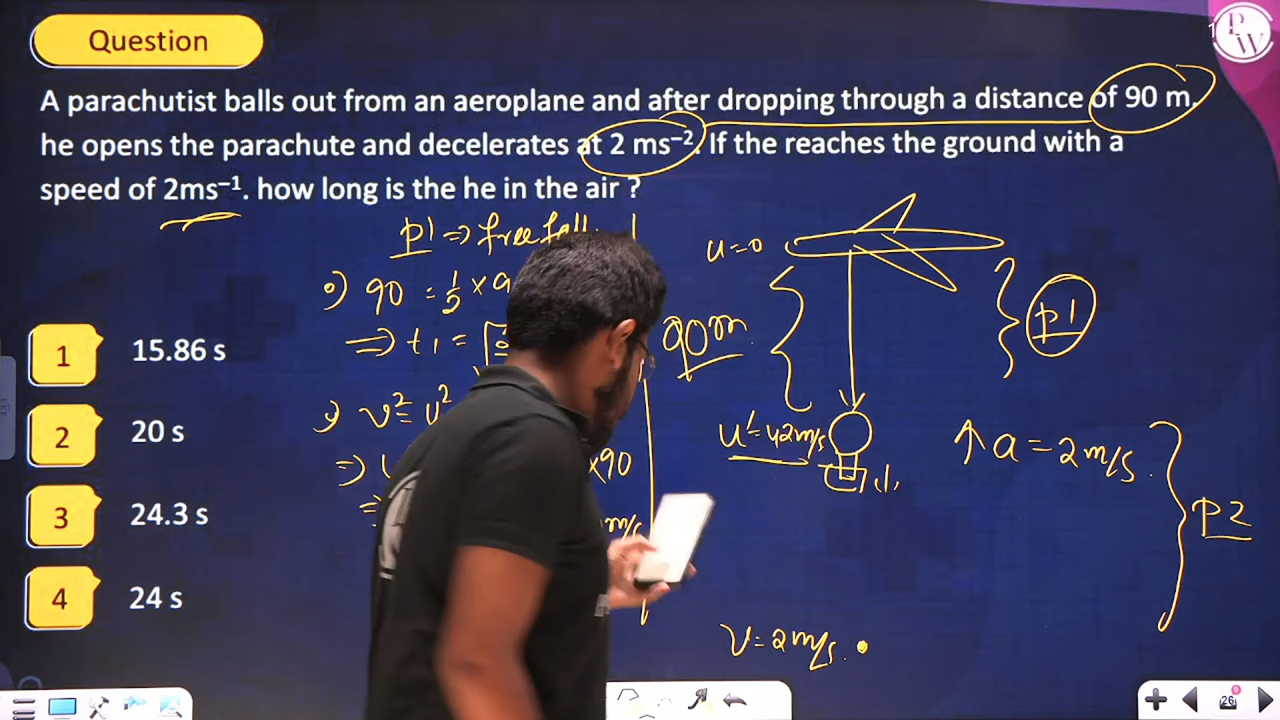 Question
PW
A parachutist balls out from an aeroplane and after dropping through a distance of 90 m.
he opens the parachute and decelerates at 2 ms⁻². If the reaches the ground with a
speed of 2ms⁻¹. how long is the he in the air ?
1 15.86 s
2 20 s
3 24.3 s
4 24 s
p1 ⇒ free fall
90 = ½ ×
⇒ t₁ =
v² = u²
⇒
×90
⇒
m/s
u=0
90m
p1
u' = 42m/s
↑ a = 2m/s
p2
v = 2m/s.
26